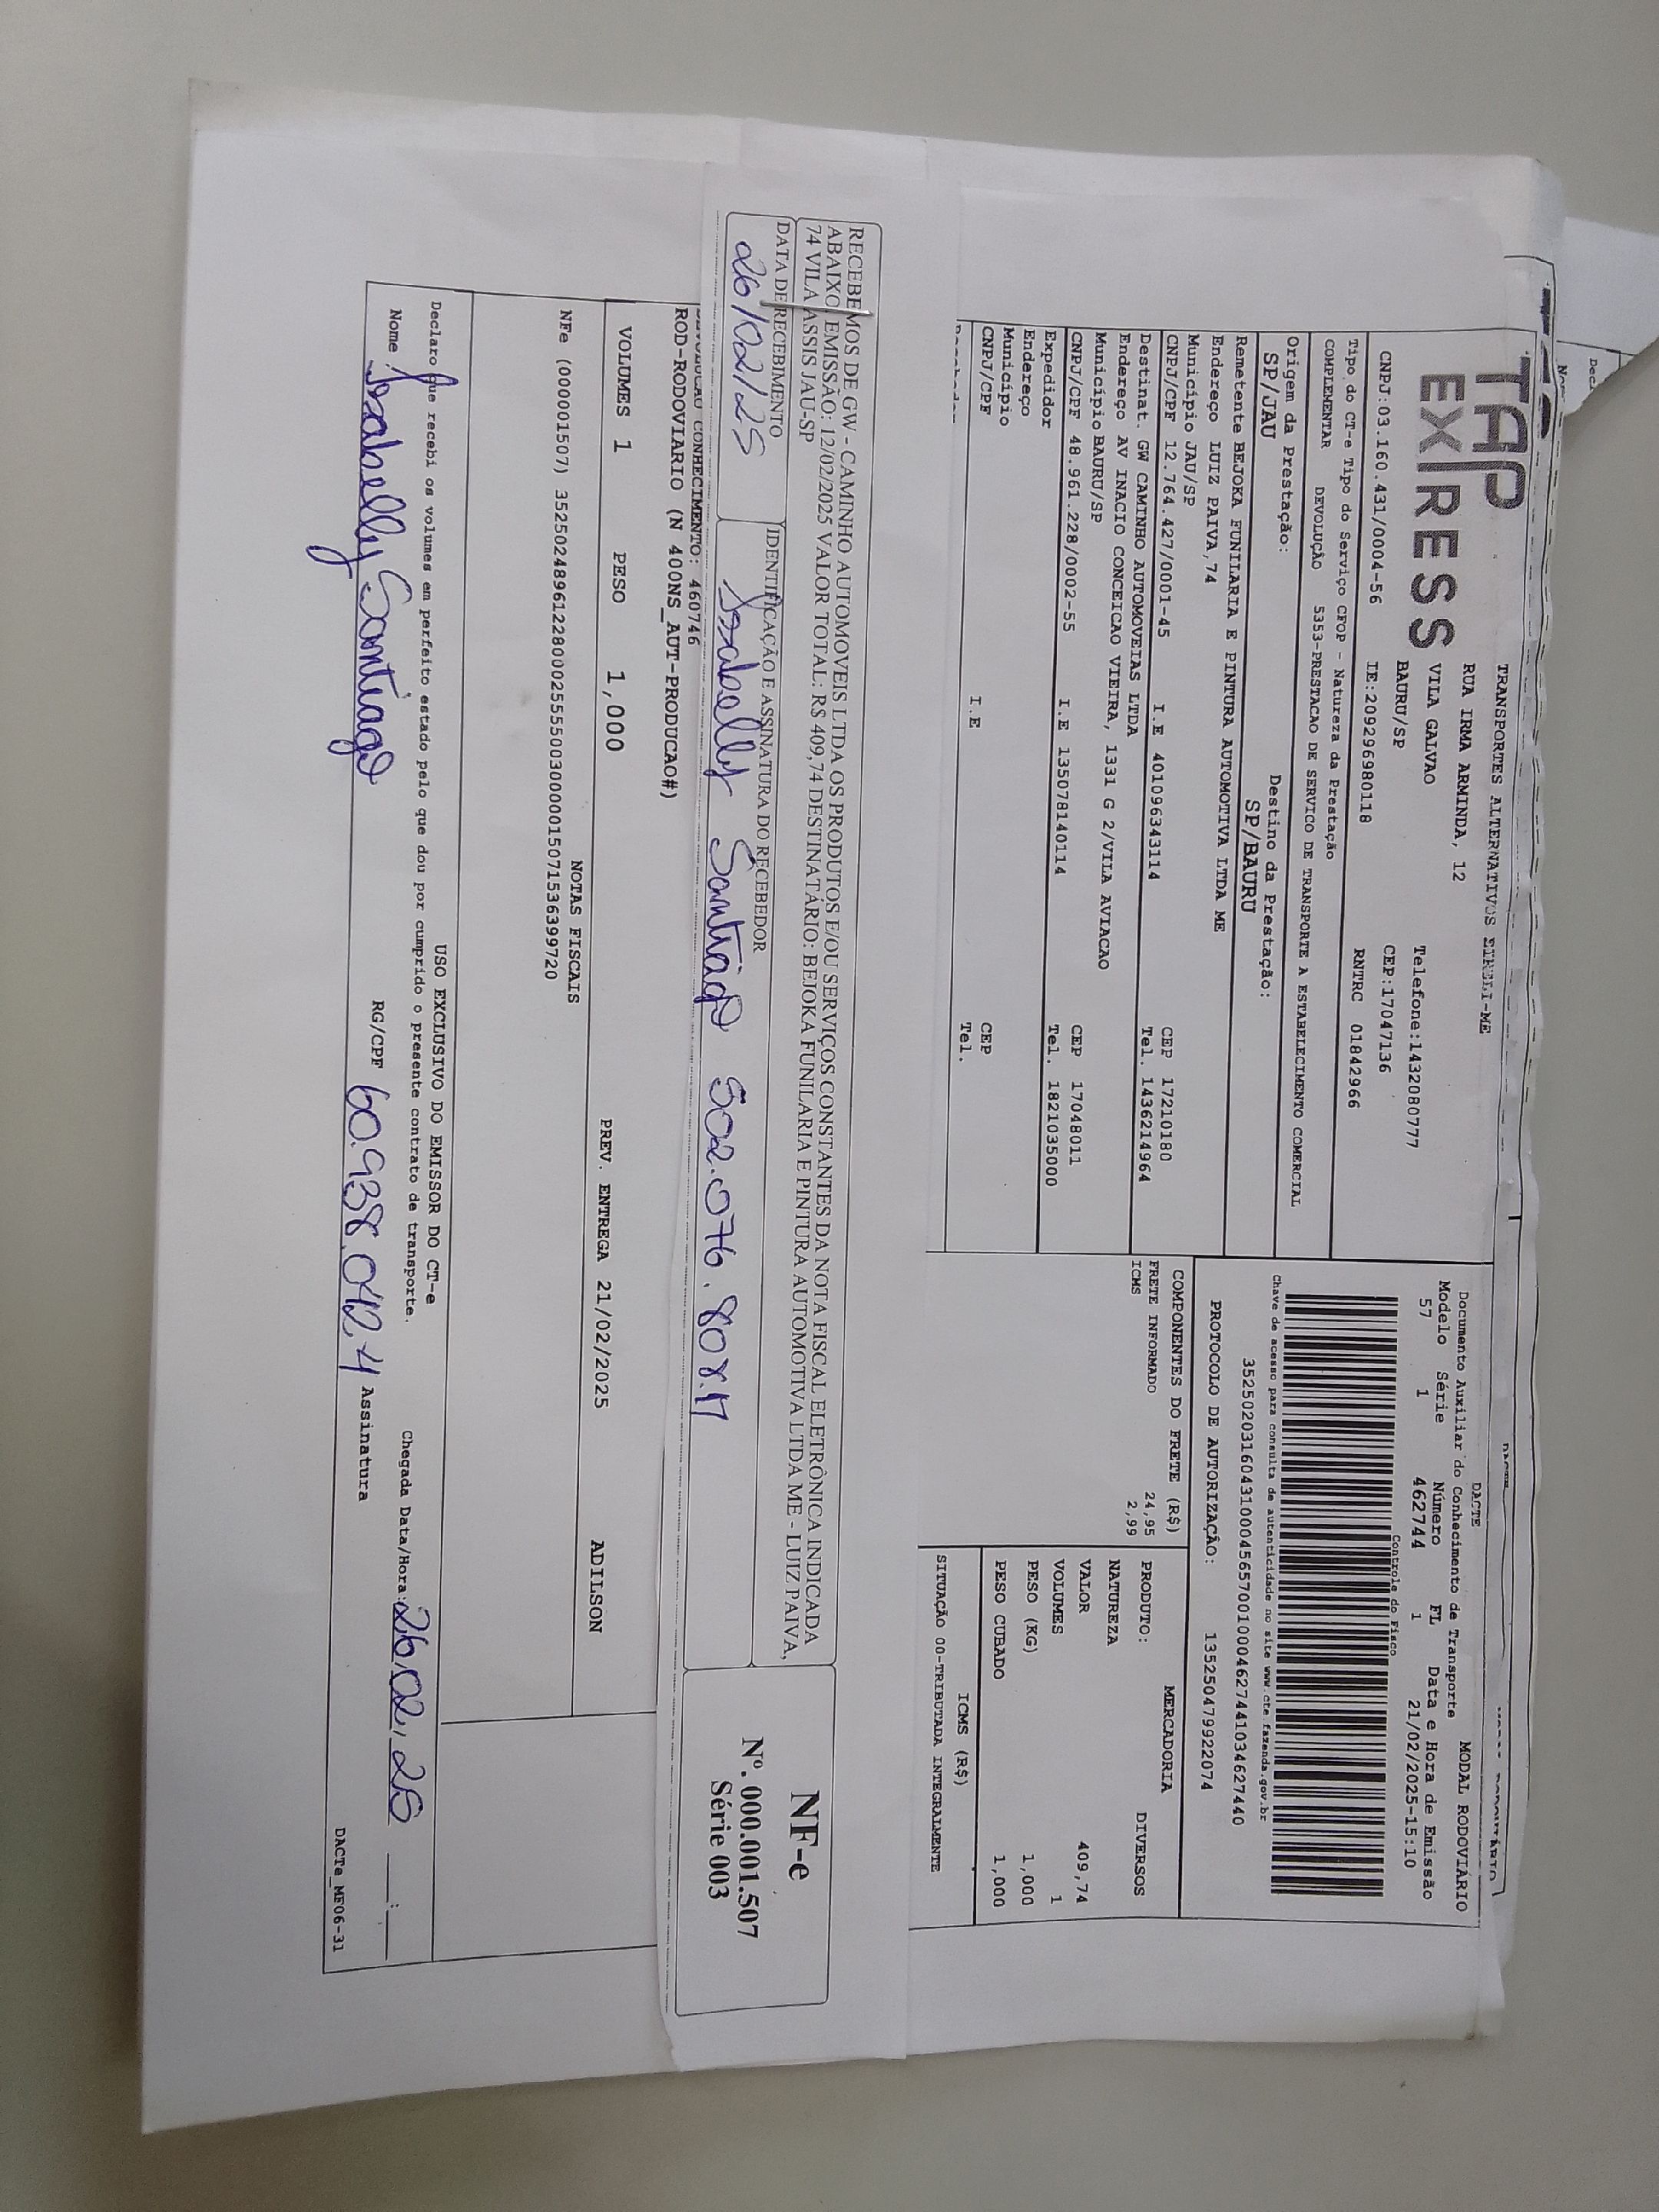 TAP EXPRESS
TRANSPORTES ALTERNATIVOS EIRELI-ME
RUA IRMA ARMINDA, 12
VILA GALVAO Telefone:1432080777
BAURU/SP CEP:17047136
CNPJ:03.160.431/0004-56 IE:209296980118 RNTRC 01842966
Tipo do CT-e Tipo do Serviço CFOP - Natureza da Prestação
COMPLEMENTAR DEVOLUÇÃO 5353-PRESTACAO DE SERVICO DE TRANSPORTE A ESTABELECIMENTO COMERCIAL
Origem da Prestação: Destino da Prestação:
SP/JAU SP/BAURU
Remetente BEJOKA FUNILARIA E PINTURA AUTOMOTIVA LTDA ME
Endereço LUIZ PAIVA,74
Município JAU/SP CEP 17210180
CNPJ/CPF 12.764.427/0001-45 I.E 401096343114 Tel. 1436214964
Destinat. GW CAMINHO AUTOMOVEIAS LTDA
Endereço AV INACIO CONCEICAO VIEIRA, 1331 G 2/VILA AVIACAO
Município BAURU/SP CEP 17048011
CNPJ/CPF 48.961.228/0002-55 I.E 135078140114 Tel. 1821035000
Expedidor
Endereço
Município CEP
CNPJ/CPF I.E Tel.
DACTE MODAL RODOVIÁRIO
Documento Auxiliar do Conhecimento de Transporte
Modelo Série Número FL Data e Hora de Emissão
57 1 462744 1 21/02/2025-15:10
Controle do Fisco
Chave de acesso para consulta de autenticidade no site www.cte.fazenda.gov.br
35250203160431000456570010004627441034627440
PROTOCOLO DE AUTORIZAÇÃO: 135250479922074
COMPONENTES DO FRETE (R$)
FRETE INFORMADO 24,95
ICMS 2,99
MERCADORIA
PRODUTO: DIVERSOS
NATUREZA
VALOR 409,74
VOLUMES 1
PESO (KG) 1,000
PESO CUBADO 1,000
ICMS (R$)
SITUAÇÃO 00-TRIBUTADA INTEGRALMENTE
RECEBEMOS DE GW - CAMINHO AUTOMOVEIS LTDA OS PRODUTOS E/OU SERVIÇOS CONSTANTES DA NOTA FISCAL ELETRÔNICA INDICADA
ABAIXO EMISSÃO: 12/02/2025 VALOR TOTAL: R$ 409,74 DESTINATÁRIO: BEJOKA FUNILARIA E PINTURA AUTOMOTIVA LTDA ME - LUIZ PAIVA,
74 VILA ASSIS JAU-SP
DATA DE RECEBIMENTO IDENTIFICAÇÃO E ASSINATURA DO RECEBEDOR
26/02/25 Isabelly Santiago 502.076.808.17
NF-e
Nº. 000.001.507
Série 003
CONHECIMENTO: 460746
ROD-RODOVIARIO (N 400NS_AUT-PRODUCAO#)
VOLUMES 1 PESO 1,000 PREV. ENTREGA 21/02/2025 ADILSON
NOTAS FISCAIS
NFe (000001507) 35250248961228000255550030000015071536399720
USO EXCLUSIVO DO EMISSOR DO CT-e
Declaro que recebi os volumes em perfeito estado pelo que dou por cumprido o presente contrato de transporte. Chegada Data/Hora: 26,02,25 __:__
Nome Isabelly Santiago RG/CPF 60.938.042.4 Assinatura
DACTe_MF06-31